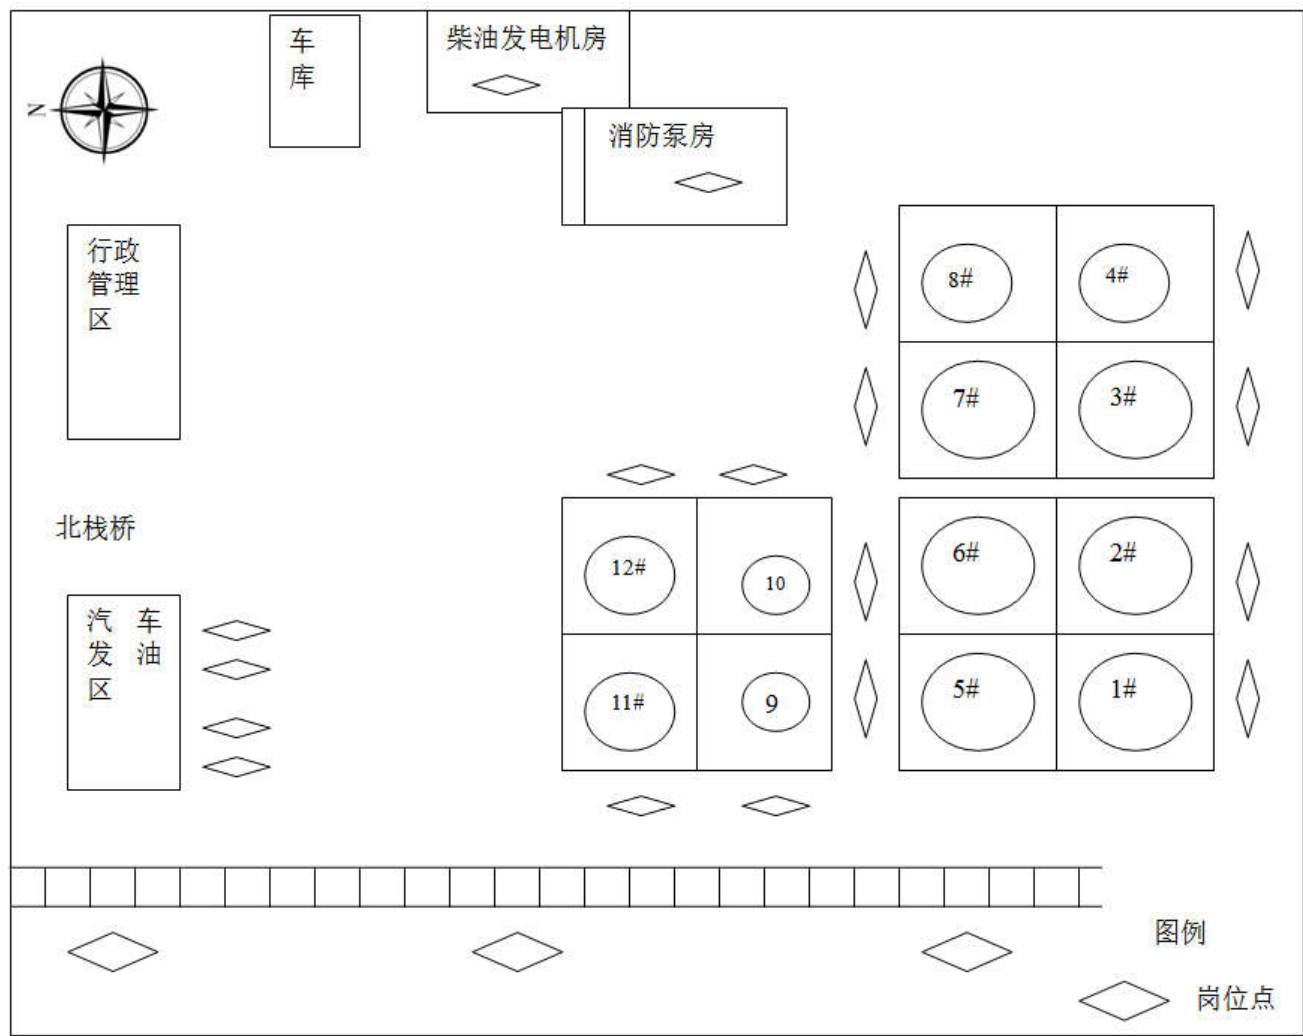 车
库
柴油发电机房
N
消防泵房
行政
管理
区
8#
4#
7#
3#
北栈桥
12#
10
6#
2#
汽 车
发 油
区
11#
9
5#
1#
图例
岗位点